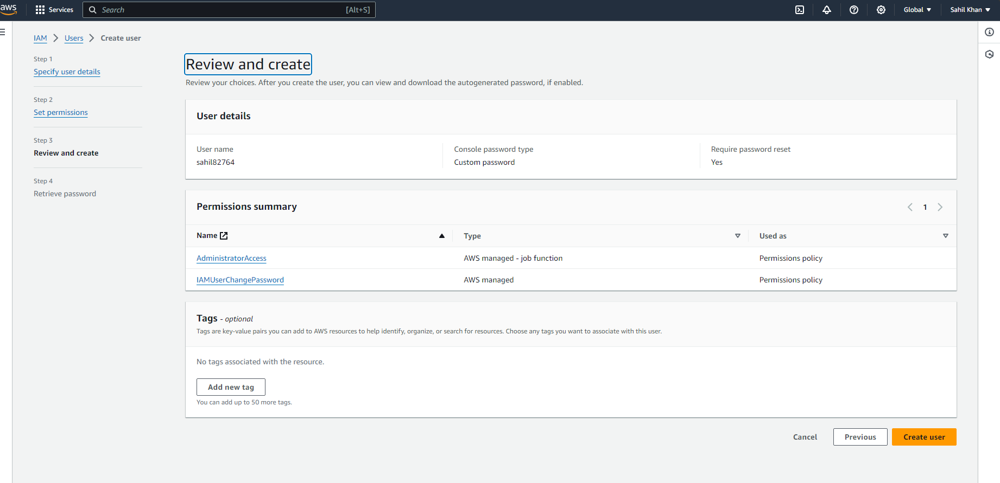 aws Services Search [Alt+S] Global Sahil Khan
IAM Users Create user
Step 1
Specify user details
Step 2
Set permissions
Step 3
Review and create
Step 4
Retrieve password
Review and create
Review your choices. After you create the user, you can view and download the autogenerated password, if enabled.
User details
User name
sahil82764
Console password type
Custom password
Require password reset
Yes
Permissions summary
1
Name Type Used as
AdministratorAccess AWS managed - job function Permissions policy
IAMUserChangePassword AWS managed Permissions policy
Tags - optional
Tags are key-value pairs you can add to AWS resources to help identify, organize, or search for resources. Choose any tags you want to associate with this user.
No tags associated with the resource.
Add new tag
You can add up to 50 more tags.
Cancel Previous Create user